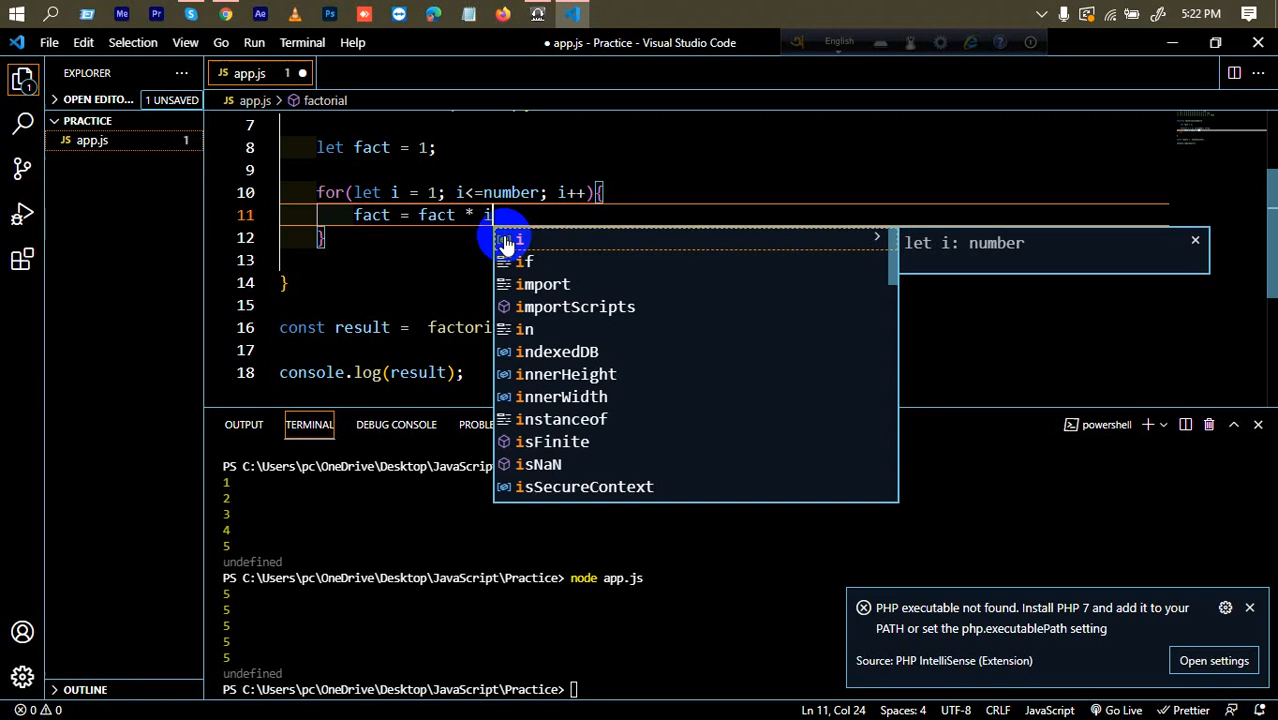 5:22 PM
File Edit Selection View Go Run Terminal Help
● app.js - Practice - Visual Studio Code
English
EXPLORER
OPEN EDITO...
1 UNSAVED
PRACTICE
JS app.js 1
OUTLINE
JS app.js 1
JS app.js > factorial
7
8 let fact = 1;
9
10 for(let i = 1; i<=number; i++){
11 fact = fact * i
12 }
13
14 }
15
16 const result = factori
17
18 console.log(result);
i
if
import
importScripts
in
indexedDB
innerHeight
innerWidth
instanceof
isFinite
isNaN
isSecureContext
let i: number
OUTPUT TERMINAL DEBUG CONSOLE PROBL
powershell
PS C:\Users\pc\OneDrive\Desktop\JavaScript\
1
2
3
4
5
undefined
PS C:\Users\pc\OneDrive\Desktop\JavaScript\Practice> node app.js
5
5
5
5
5
undefined
PS C:\Users\pc\OneDrive\Desktop\JavaScript\Practice>
PHP executable not found. Install PHP 7 and add it to your
PATH or set the php.executablePath setting
Source: PHP IntelliSense (Extension)
Open settings
0 0 Ln 11, Col 24 Spaces: 4 UTF-8 CRLF JavaScript Go Live Prettier